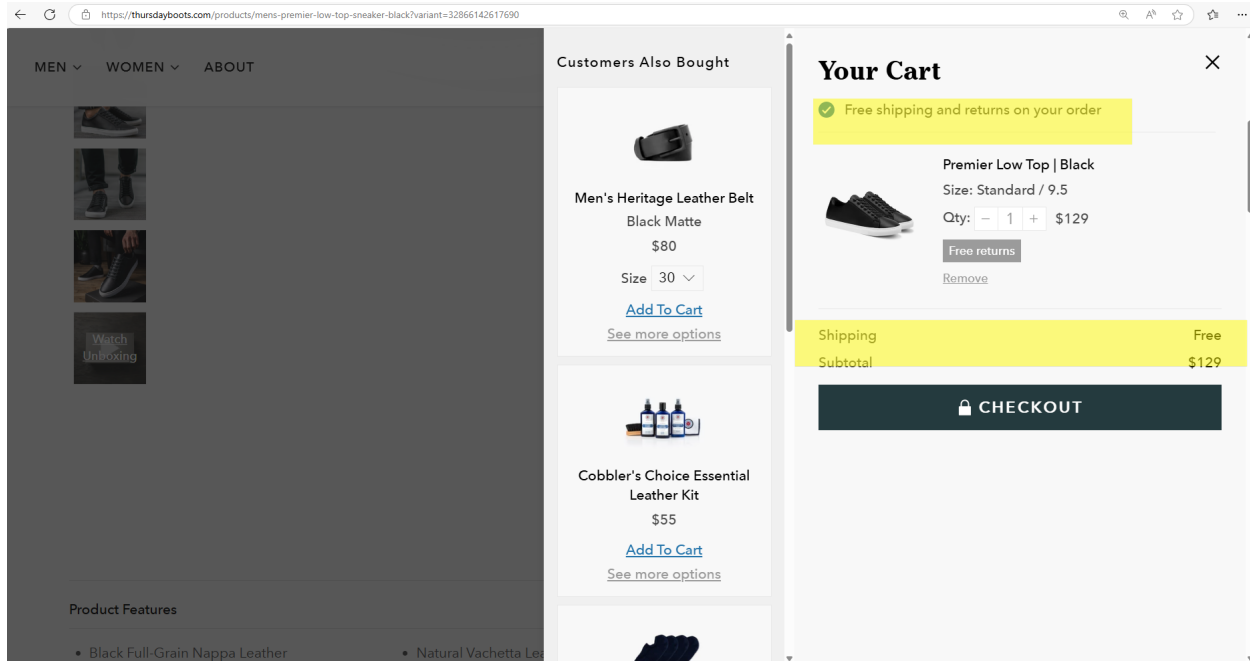 https://thursdayboots.com/products/mens-premier-low-top-sneaker-black?variant=32866142617690
MEN
WOMEN
ABOUT
Watch
Unboxing
Product Features
• Black Full-Grain Nappa Leather
• Natural Vachetta Lea
Customers Also Bought
Men's Heritage Leather Belt
Black Matte
$80
Size 30
Add To Cart
See more options
Cobbler's Choice Essential
Leather Kit
$55
Add To Cart
See more options
Your Cart
Free shipping and returns on your order
Premier Low Top | Black
Size: Standard / 9.5
Qty: − 1 + $129
Free returns
Remove
Shipping Free
Subtotal $129
CHECKOUT